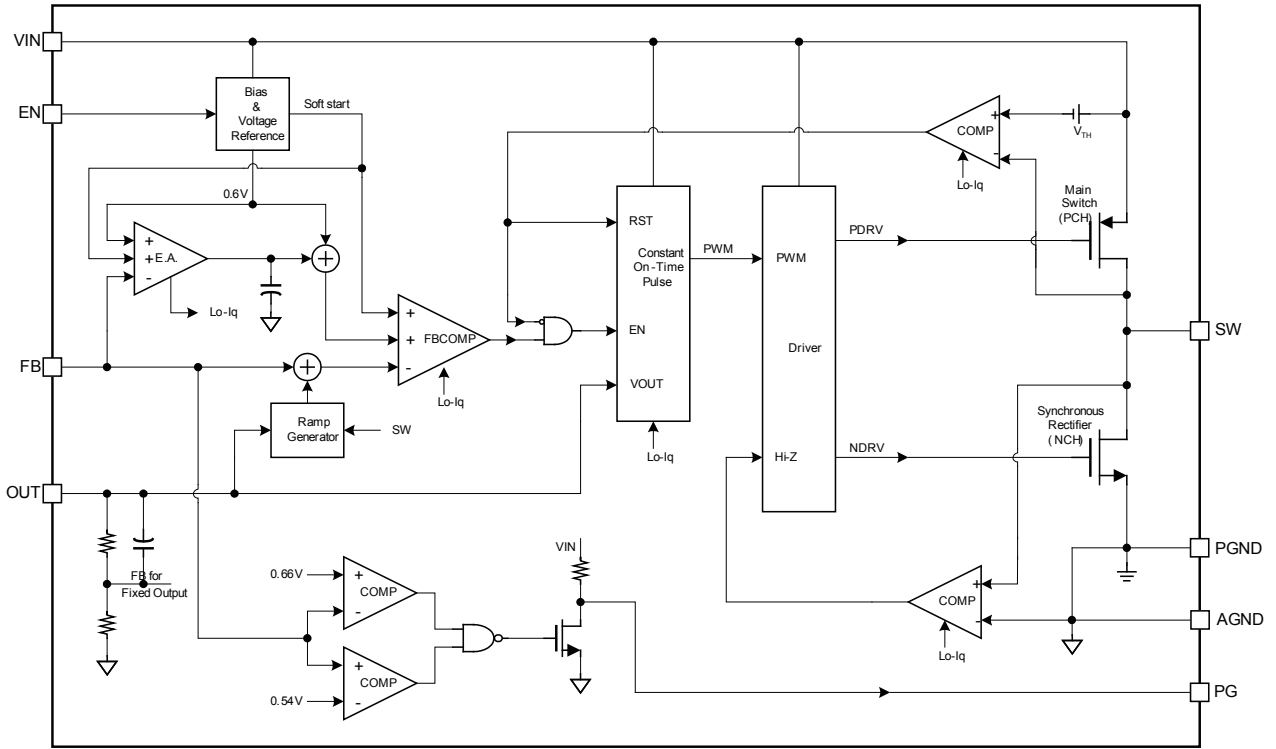 VIN
EN
Bias
&
Voltage
Reference
Soft start
0.6V
+
+
-
E.A.
+
Lo-Iq
FB
+
Ramp
Generator
SW
+
+
-
FBCOMP
Lo-Iq
OUT
FB for
Fixed Output
RST
Constant
On-Time
Pulse
EN
VOUT
Lo-Iq
PWM
PWM
Driver
Hi-Z
PDRV
NDRV
+
-
COMP
Lo-Iq
VTH
Main
Switch
(PCH)
SW
Synchronous
Rectifier
(NCH)
PGND
AGND
+
-
COMP
Lo-Iq
0.66V
+
-
COMP
+
-
COMP
0.54V
VIN
PG